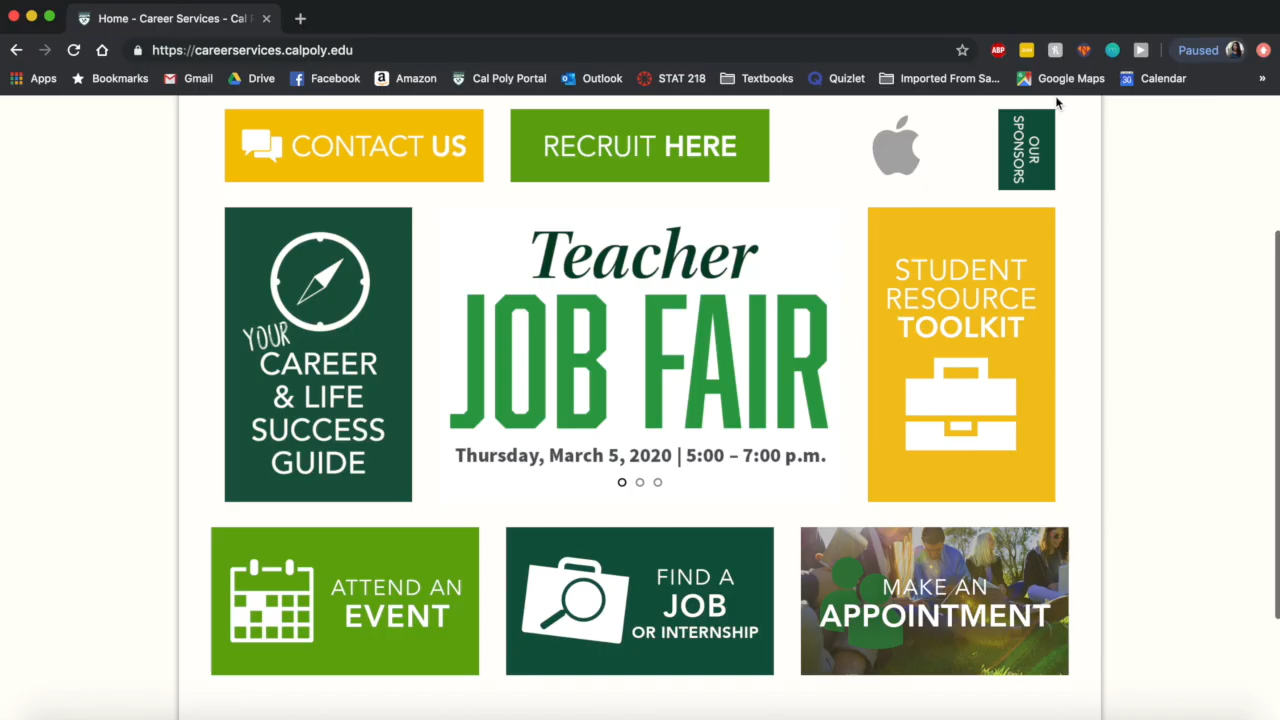 Home - Career Services - Cal
https://careerservices.calpoly.edu
ABP
Paused
Apps
Bookmarks
Gmail
Drive
Facebook
Amazon
Cal Poly Portal
Outlook
STAT 218
Textbooks
Quizlet
Imported From Sa...
Google Maps
30
Calendar
»
CONTACT US
RECRUIT HERE
OUR
SPONSORS
YOUR
CAREER
& LIFE
SUCCESS
GUIDE
Teacher
JOB FAIR
Thursday, March 5, 2020 | 5:00 – 7:00 p.m.
STUDENT
RESOURCE
TOOLKIT
ATTEND AN
EVENT
FIND A
JOB
OR INTERNSHIP
MAKE AN
APPOINTMENT